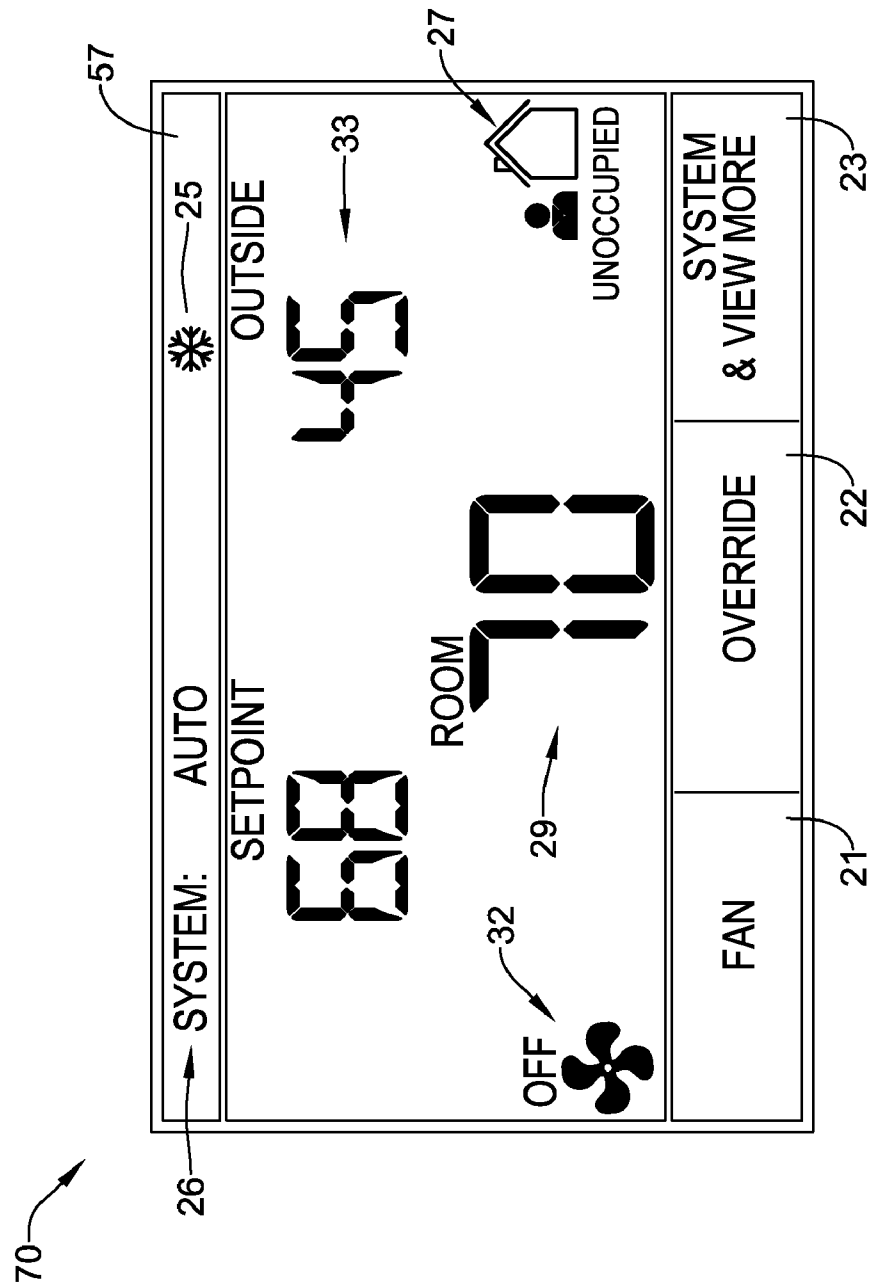 70
26
57
SYSTEM: AUTO
25
SETPOINT
OUTSIDE
68
45
33
ROOM
70
32
OFF
29
27
UNOCCUPIED
FAN
OVERRIDE
SYSTEM
& VIEW MORE
21
22
23